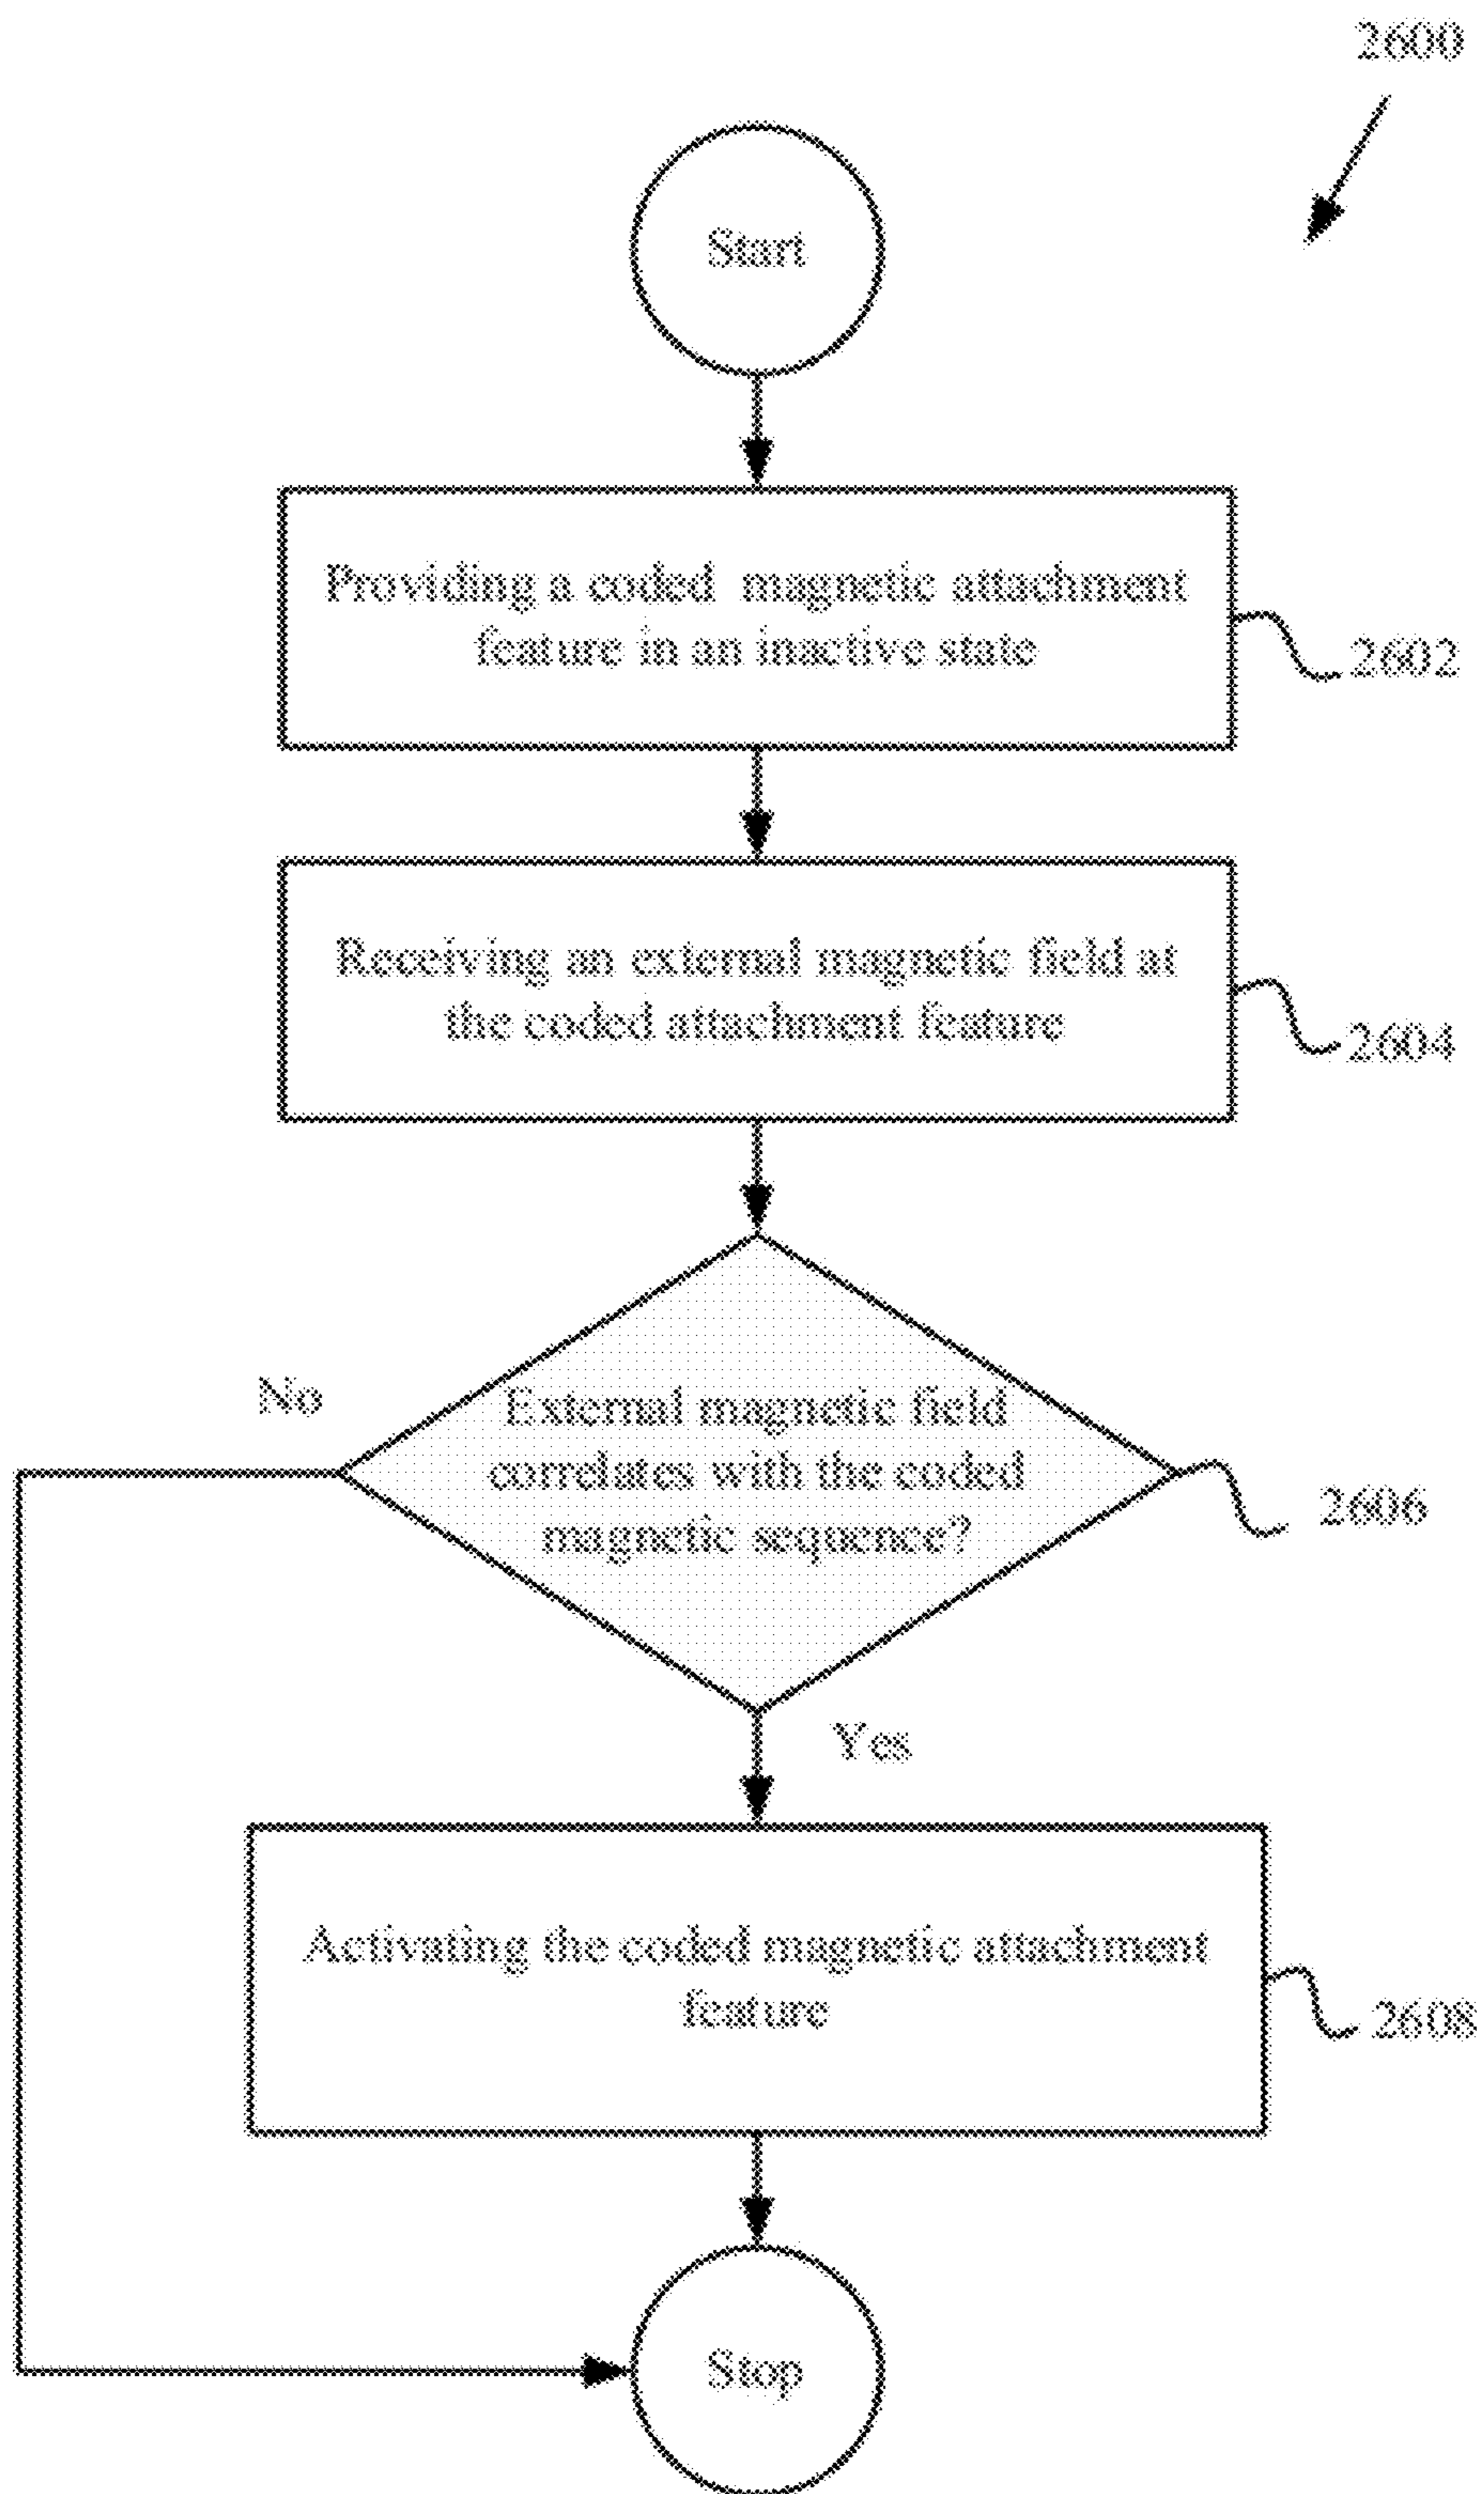 2600
Start
Providing a coded magnetic attachment
feature in an inactive state
2602
Receiving an external magnetic field at
the coded attachment feature
2604
No
External magnetic field
correlates with the coded
magnetic sequence?
2606
Yes
Activating the coded magnetic attachment
feature
2608
Stop